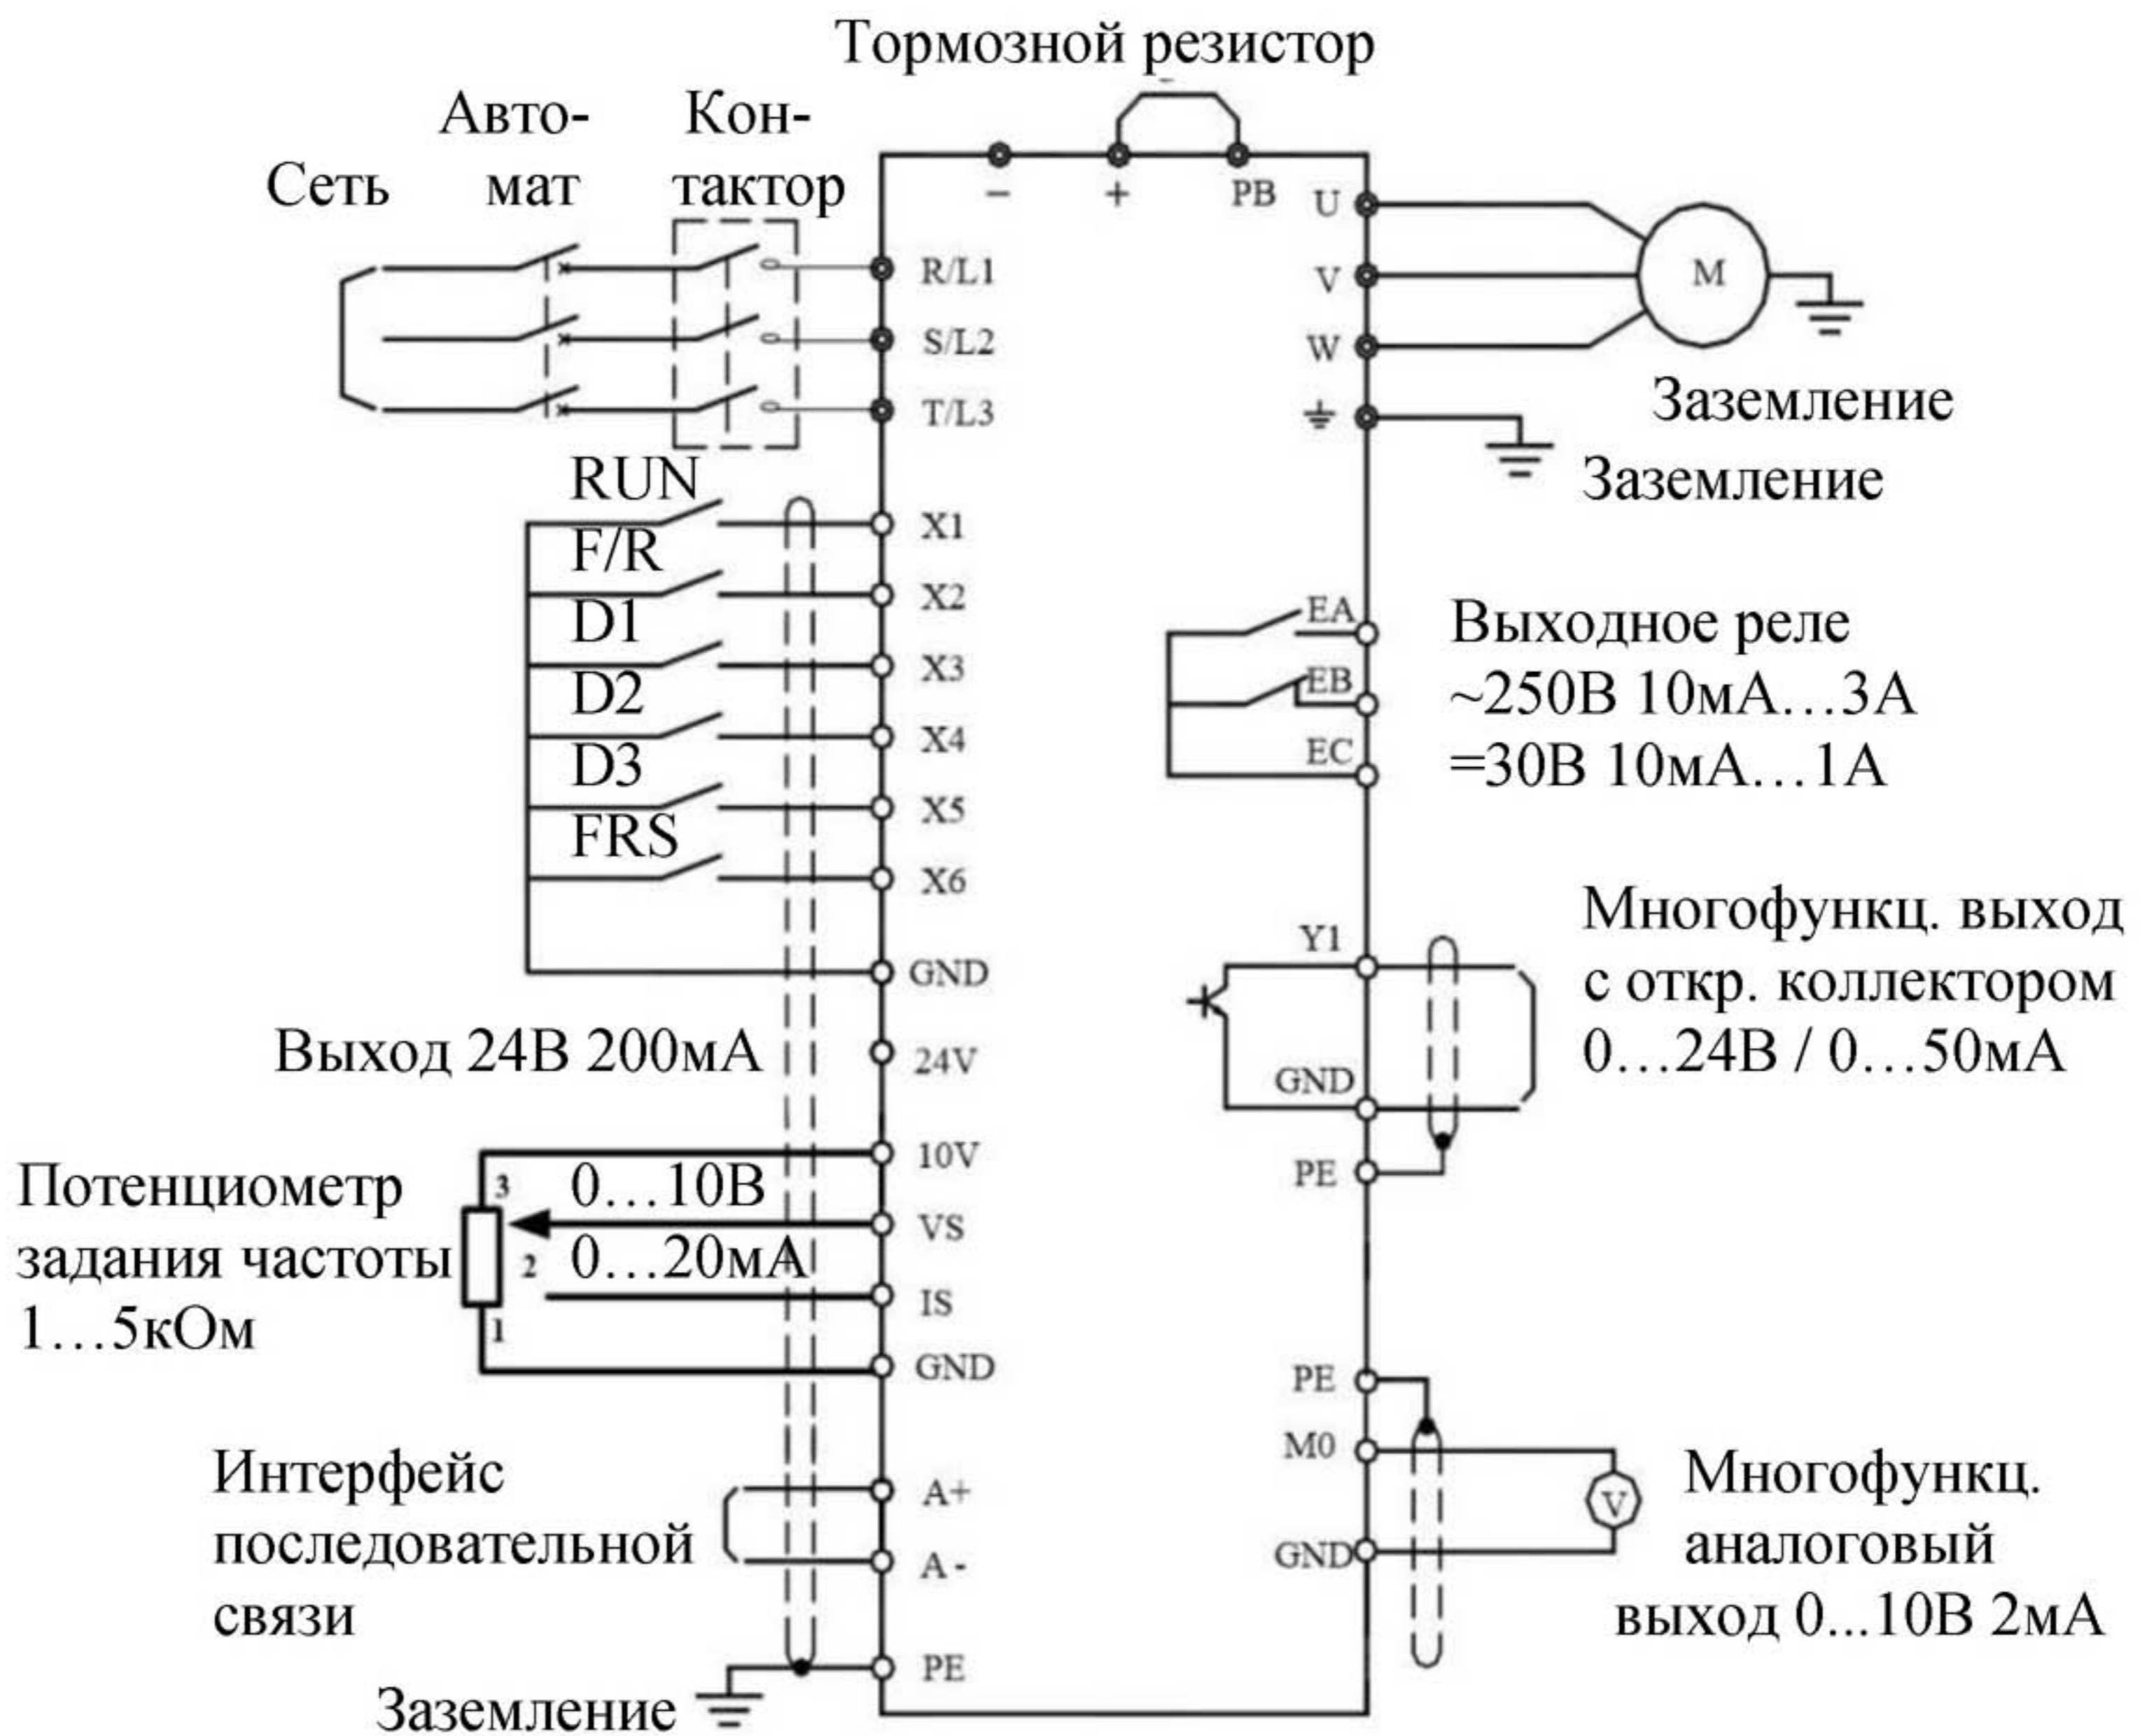 Тормозной резистор
Авто-
мат
Кон-
тактор
Сеть
−
+
PB
R/L1
S/L2
T/L3
U
V
W
M
Заземление
Заземление
RUN
X1
F/R
X2
D1
X3
D2
X4
D3
X5
FRS
X6
GND
Выход 24В 200мА
24V
EA
EB
EC
Выходное реле
~250В 10мА...3А
=30В 10мА...1А
Y1
GND
PE
Многофункц. выход
с откр. коллектором
0...24В / 0...50мА
Потенциометр
задания частоты
1...5кОм
3
2
1
0...10В
0...20мА
10V
VS
IS
GND
Интерфейс
последовательной
связи
A+
A -
PE
Заземление
PE
M0
GND
V
Многофункц.
аналоговый
выход 0...10В 2мА